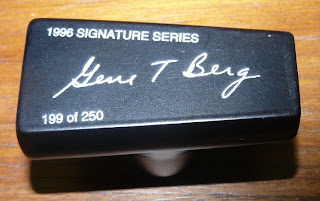 1996 SIGNATURE SERIES
Gene T Berg
199 of 250